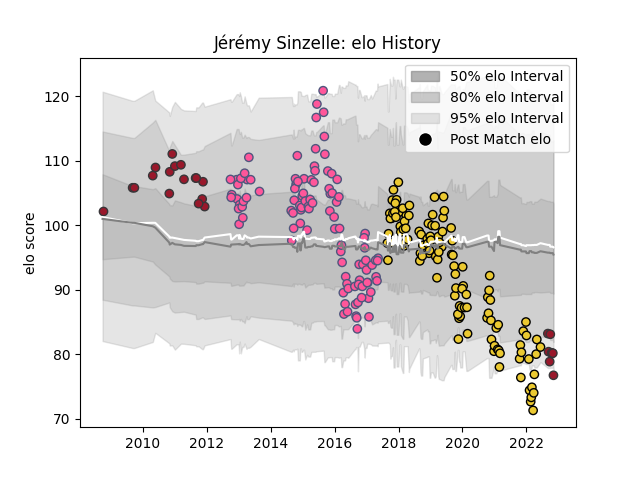 Jérémy Sinzelle: elo History
50% elo Interval
80% elo Interval
95% elo Interval
Post Match elo
elo score
120
110
100
90
80
70
2010 2012 2014 2016 2018 2020 2022